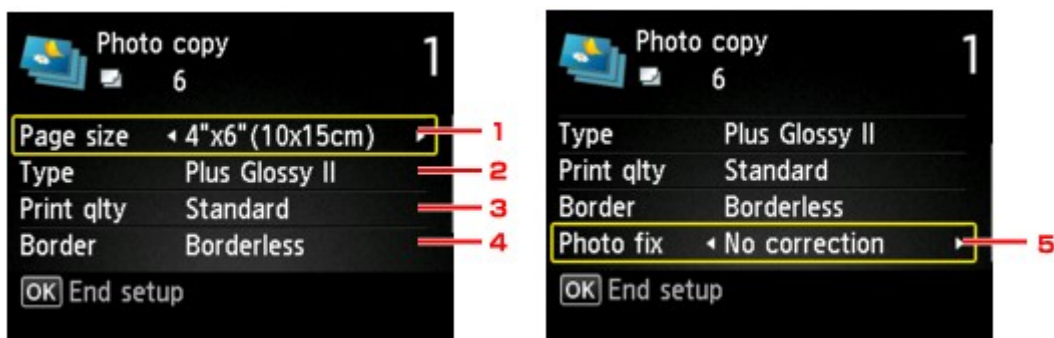 Photo copy
6
1
Page size 4"x6"(10x15cm) 1
Type Plus Glossy II 2
Print qlty Standard 3
Border Borderless 4
OK End setup
Photo copy
6
1
Type Plus Glossy II
Print qlty Standard
Border Borderless
Photo fix No correction 5
OK End setup